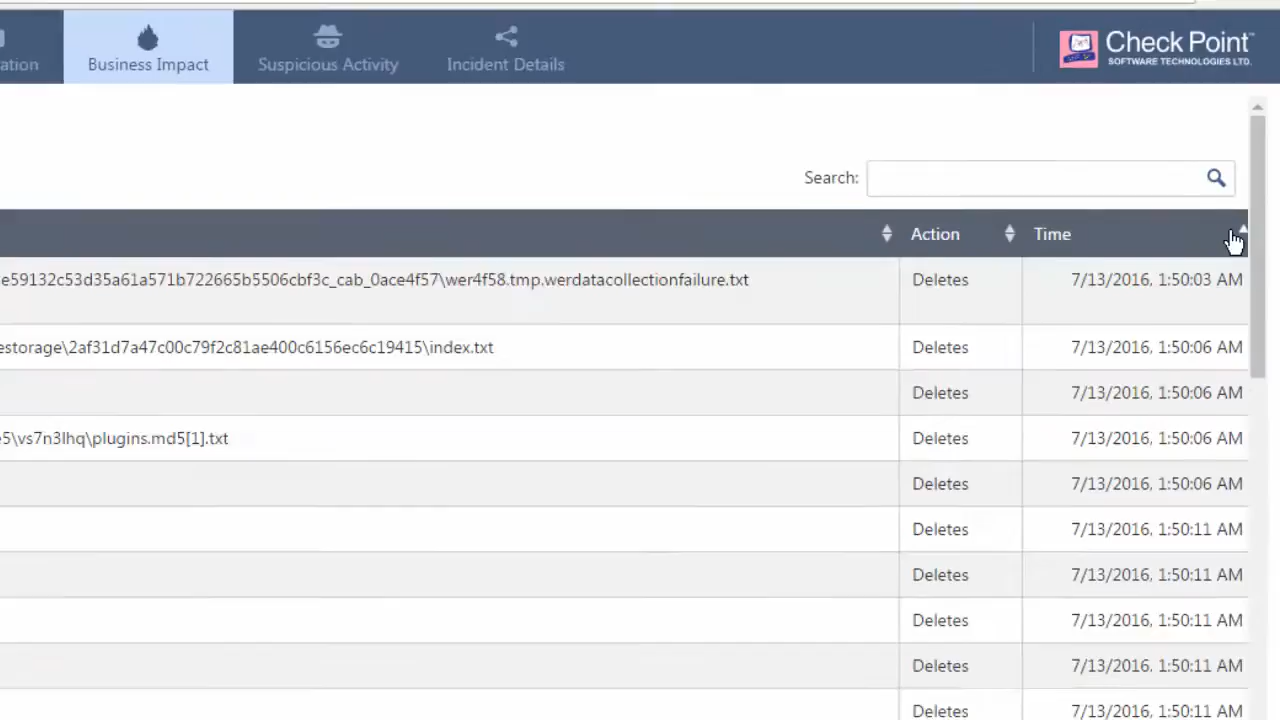 ation
Business Impact
Suspicious Activity
Incident Details
Check Point™
SOFTWARE TECHNOLOGIES LTD.
Search:
Action Time
e59132c53d35a61a571b722665b5506cbf3c_cab_0ace4f57\wer4f58.tmp.werdatacollectionfailure.txt Deletes 7/13/2016, 1:50:03 AM
estorage\2af31d7a47c00c79f2c81ae400c6156ec6c19415\index.txt Deletes 7/13/2016, 1:50:06 AM
Deletes 7/13/2016, 1:50:06 AM
e5\vs7n3lhq\plugins.md5[1].txt Deletes 7/13/2016, 1:50:06 AM
Deletes 7/13/2016, 1:50:06 AM
Deletes 7/13/2016, 1:50:11 AM
Deletes 7/13/2016, 1:50:11 AM
Deletes 7/13/2016, 1:50:11 AM
Deletes 7/13/2016, 1:50:11 AM
Deletes 7/13/2016, 1:50:11 AM